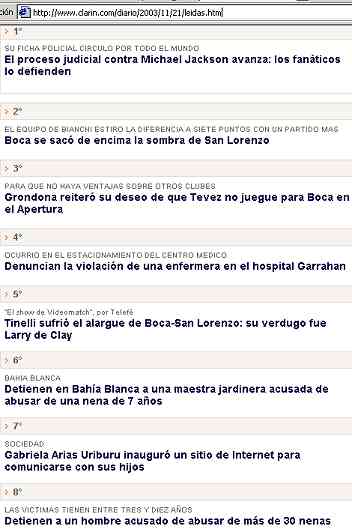 ción http://www.clarin.com/diario/2003/11/21/leidas.html
> 1°
SU FICHA POLICIAL CIRCULO POR TODO EL MUNDO
El proceso judicial contra Michael Jackson avanza: los fanáticos
lo defienden
> 2°
EL EQUIPO DE BIANCHI ESTIRO LA DIFERENCIA A SIETE PUNTOS CON UN PARTIDO MAS
Boca se sacó de encima la sombra de San Lorenzo
> 3°
PARA QUE NO HAYA VENTAJAS SOBRE OTROS CLUBES
Grondona reiteró su deseo de que Tevez no juegue para Boca en
el Apertura
> 4°
OCURRIO EN EL ESTACIONAMIENTO DEL CENTRO MEDICO
Denuncian la violación de una enfermera en el hospital Garrahan
> 5°
"El show de Videomatch", por Telefé
Tinelli sufrió el alargue de Boca-San Lorenzo: su verdugo fue
Larry de Clay
> 6°
BAHIA BLANCA
Detienen en Bahía Blanca a una maestra jardinera acusada de
abusar de una nena de 7 años
> 7°
SOCIEDAD
Gabriela Arias Uriburu inauguró un sitio de Internet para
comunicarse con sus hijos
> 8°
LAS VICTIMAS TIENEN ENTRE TRES Y DIEZ AÑOS
Detienen a un hombre acusado de abusar de más de 30 nenas